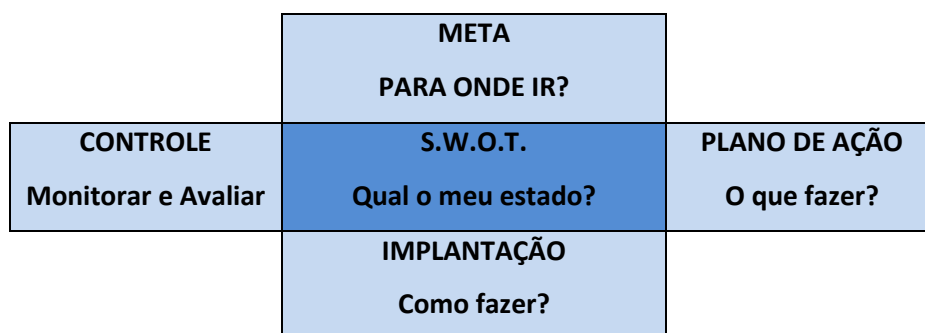 META
PARA ONDE IR?
CONTROLE
Monitorar e Avaliar
S.W.O.T.
Qual o meu estado?
PLANO DE AÇÃO
O que fazer?
IMPLANTAÇÃO
Como fazer?